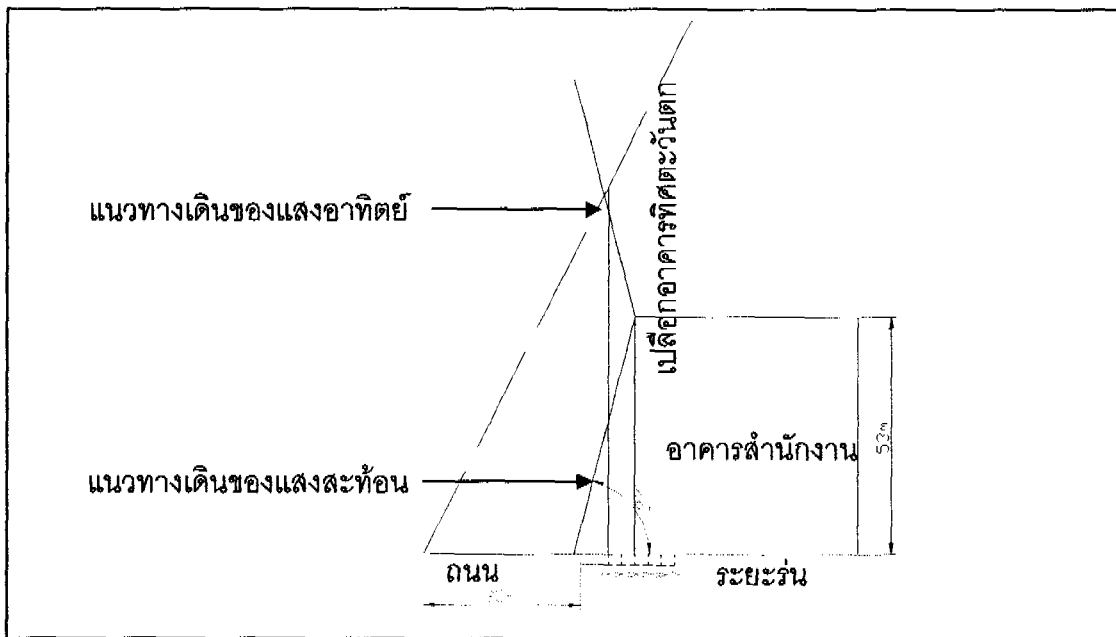 เปลือกอาคารทิศตะวันตก
แนวทางเดินของแสงอาทิตย์
อาคารสำนักงาน
แนวทางเดินของแสงสะท้อน
ถนน
ระยะร่น